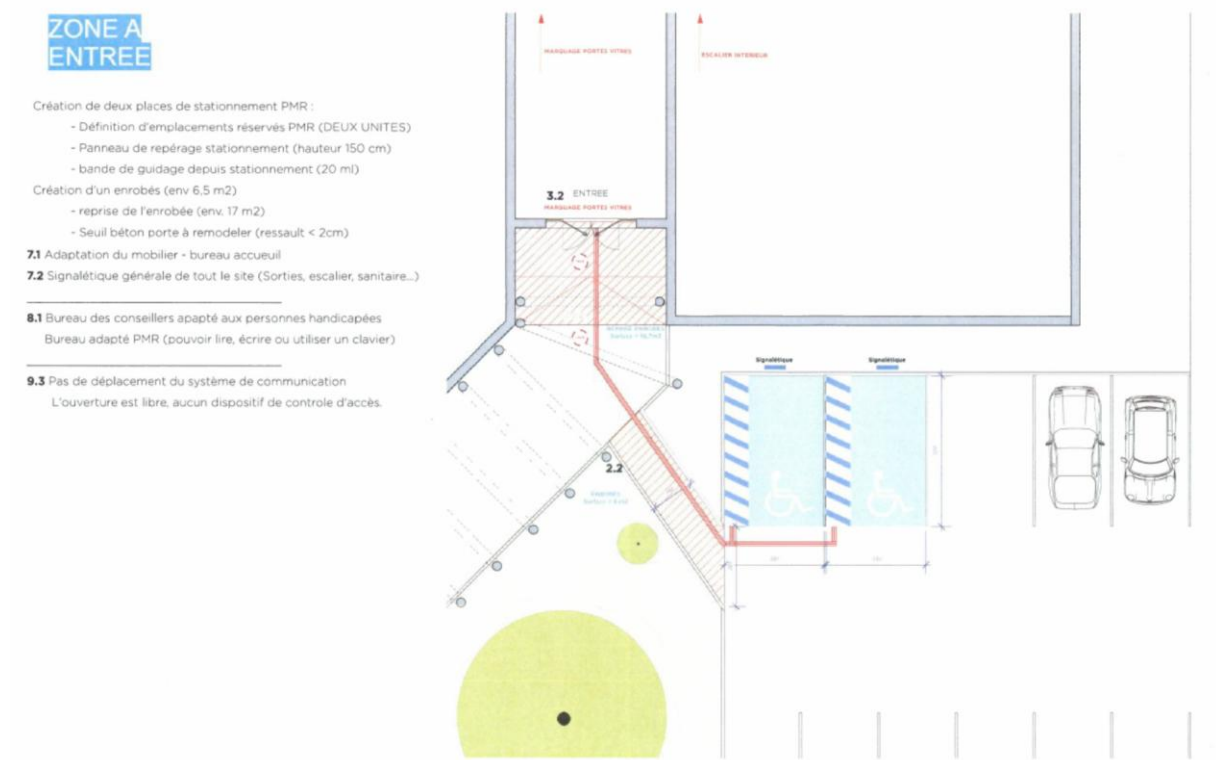 ZONE A
ENTREE
Création de deux places de stationnement PMR :
- Définition d'emplacements réservés PMR (DEUX UNITES)
- Panneau de repérage stationnement (hauteur 150 cm)
- bande de guidage depuis stationnement (20 ml)
Création d'un enrobés (env 6,5 m2)
- reprise de l'enrobée (env. 17 m2)
- Seuil béton porte à remodeler (ressault < 2cm)
7.1 Adaptation du mobilier - bureau accueuil
7.2 Signalétique générale de tout le site (Sorties, escalier, sanitaire...)
8.1 Bureau des conseillers apapté aux personnes handicapées
Bureau adapté PMR (pouvoir lire, écrire ou utiliser un clavier)
9.3 Pas de déplacement du système de communication
L'ouverture est libre, aucun dispositif de controle d'accès.
MARQUAGE PORTES VITRES
ESCALIER INTERIEUR
3.2 ENTREE
MARQUAGE PORTES VITRES
Signalétique
Signalétique
2.2